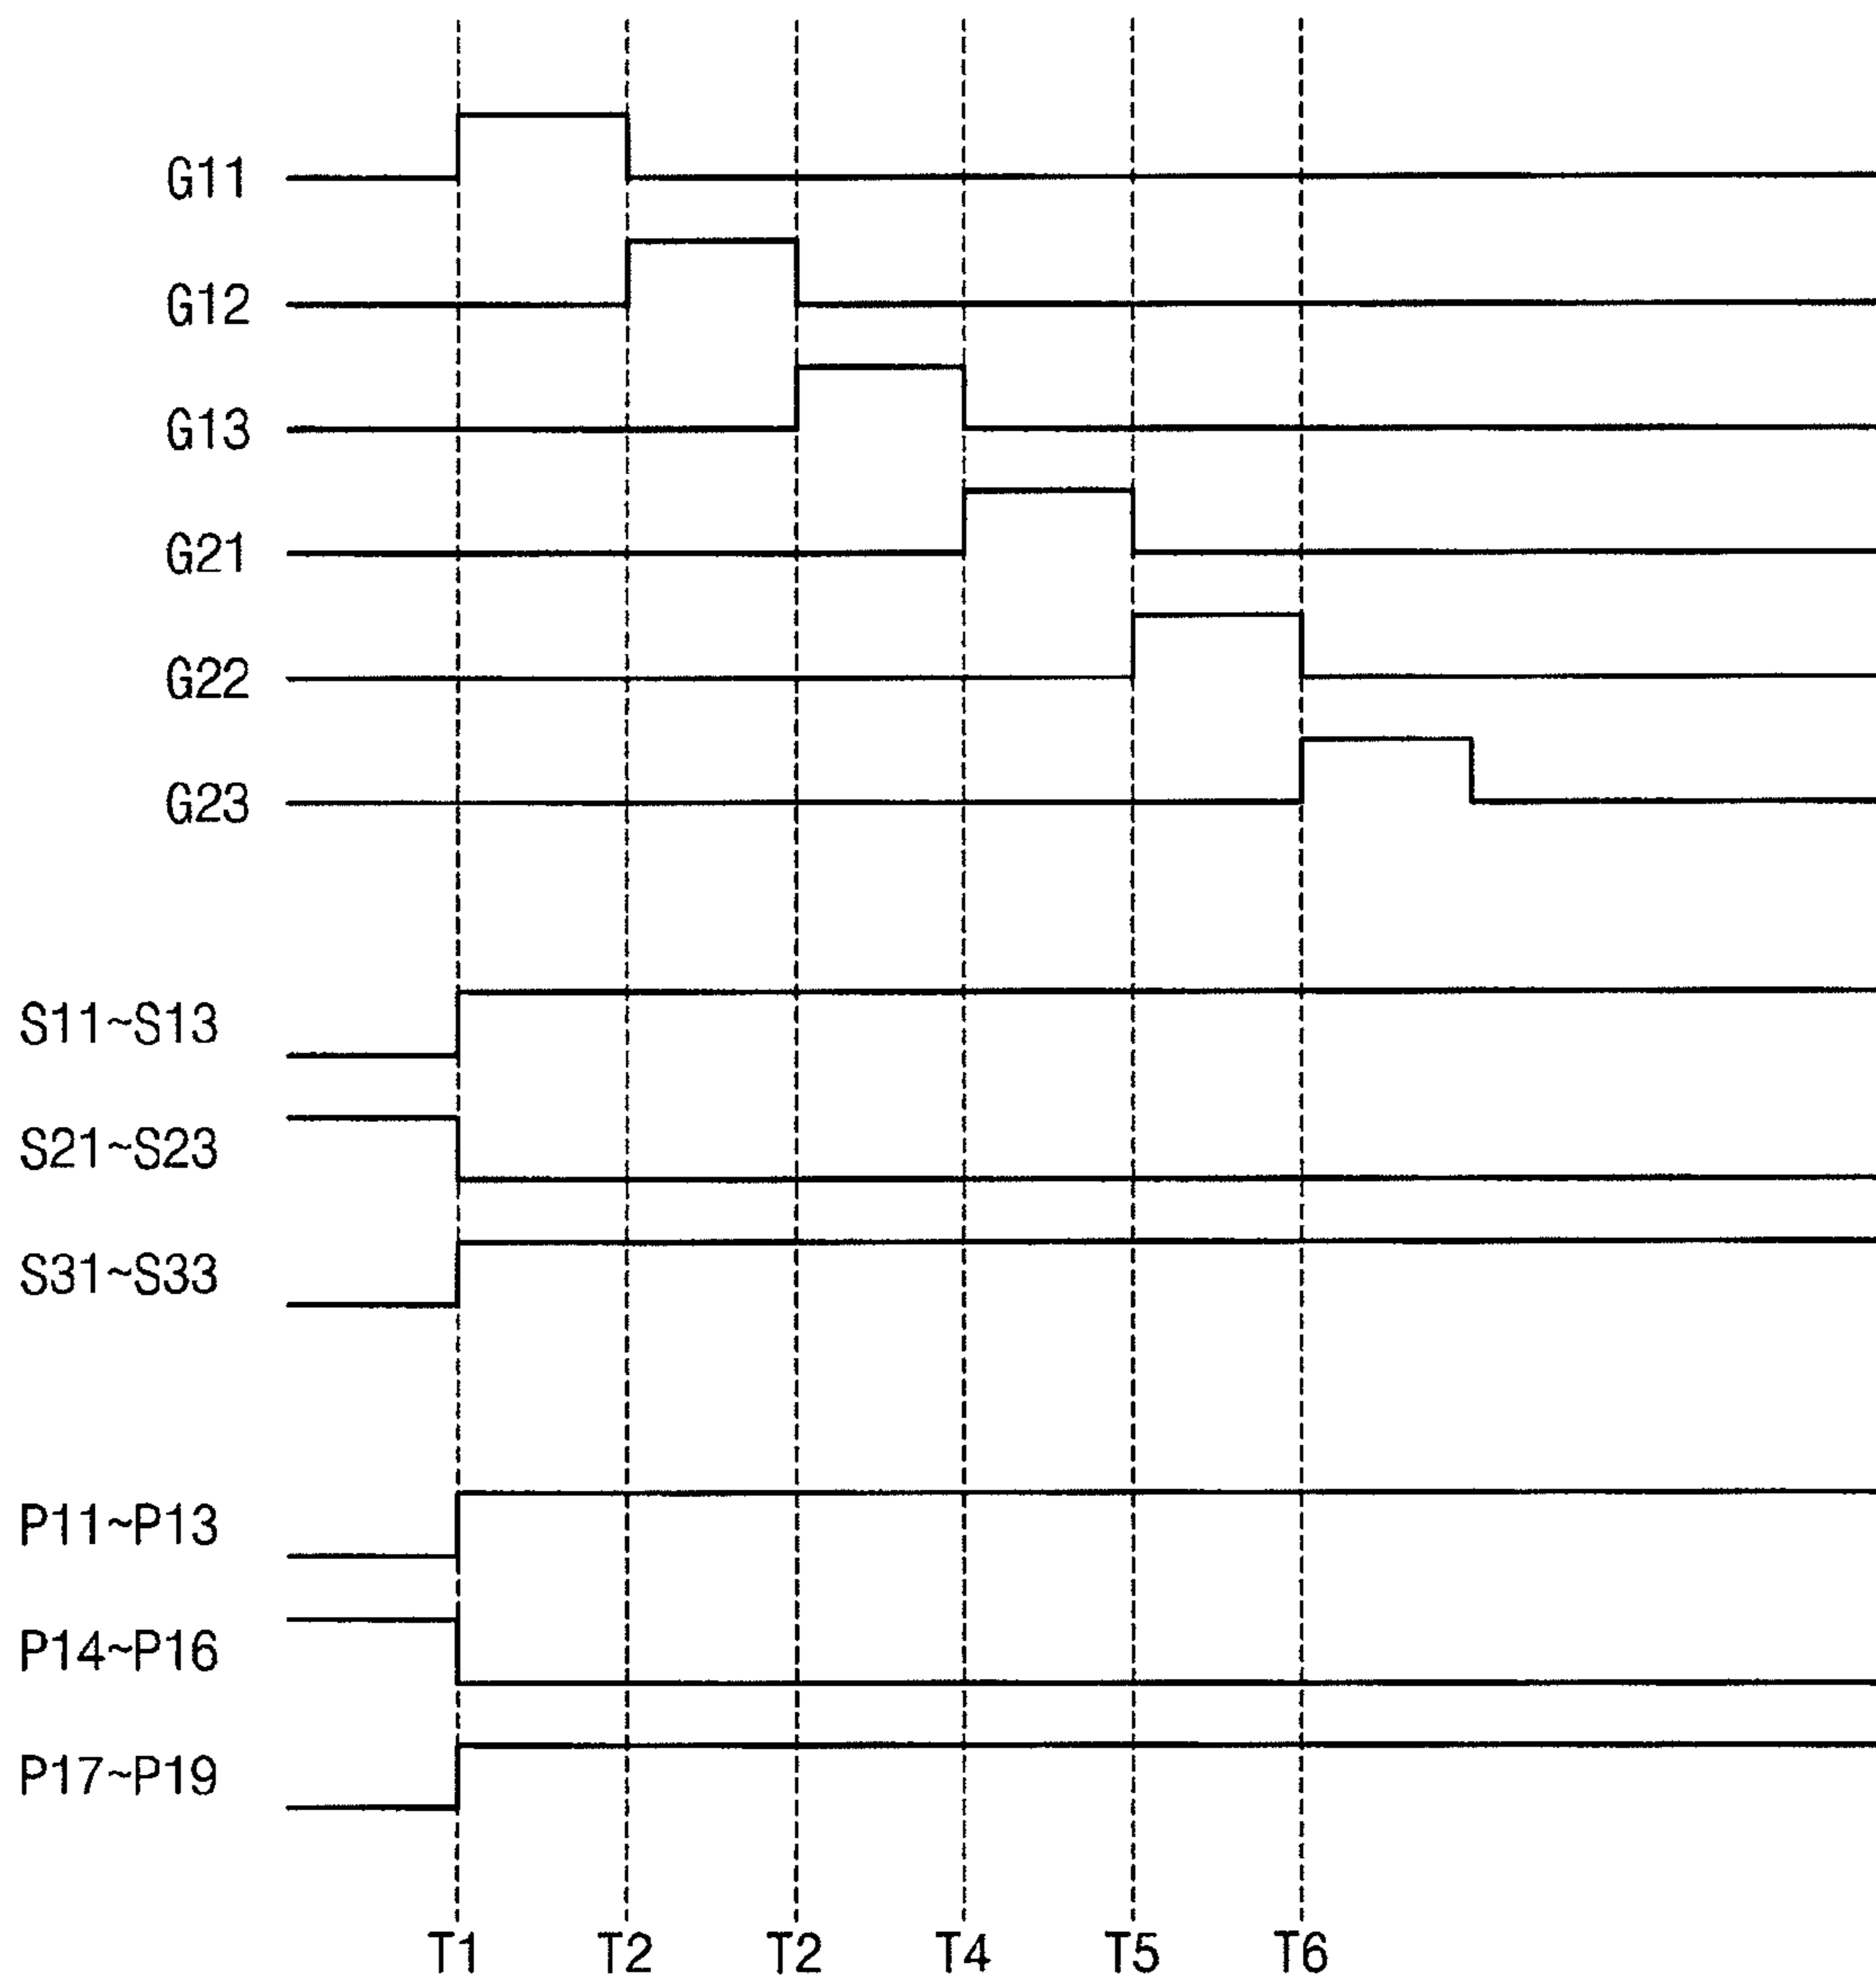 G11
G12
G13
G21
G22
G23
S11~S13
S21~S23
S31~S33
P11~P13
P14~P16
P17~P19
T1 T2 T2 T4 T5 T6